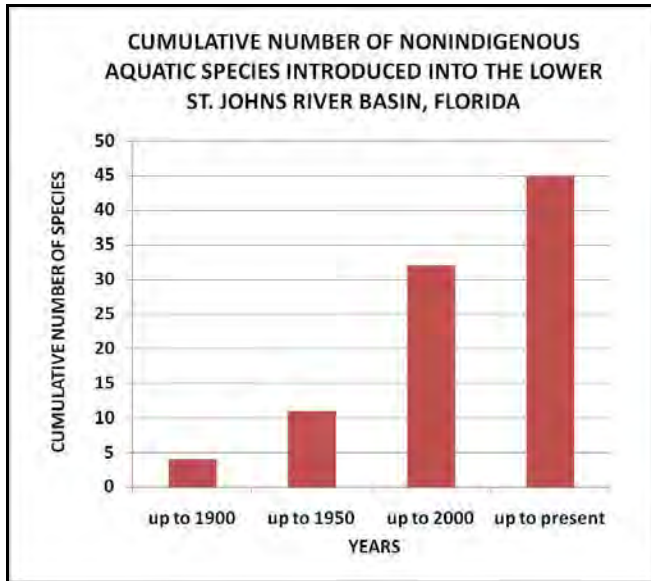 CUMULATIVE NUMBER OF NONINDIGENOUS
AQUATIC SPECIES INTRODUCED INTO THE LOWER
ST. JOHNS RIVER BASIN, FLORIDA
CUMULATIVE NUMBER OF SPECIES
50
45
40
35
30
25
20
15
10
5
0
up to 1900 up to 1950 up to 2000 up to present
YEARS